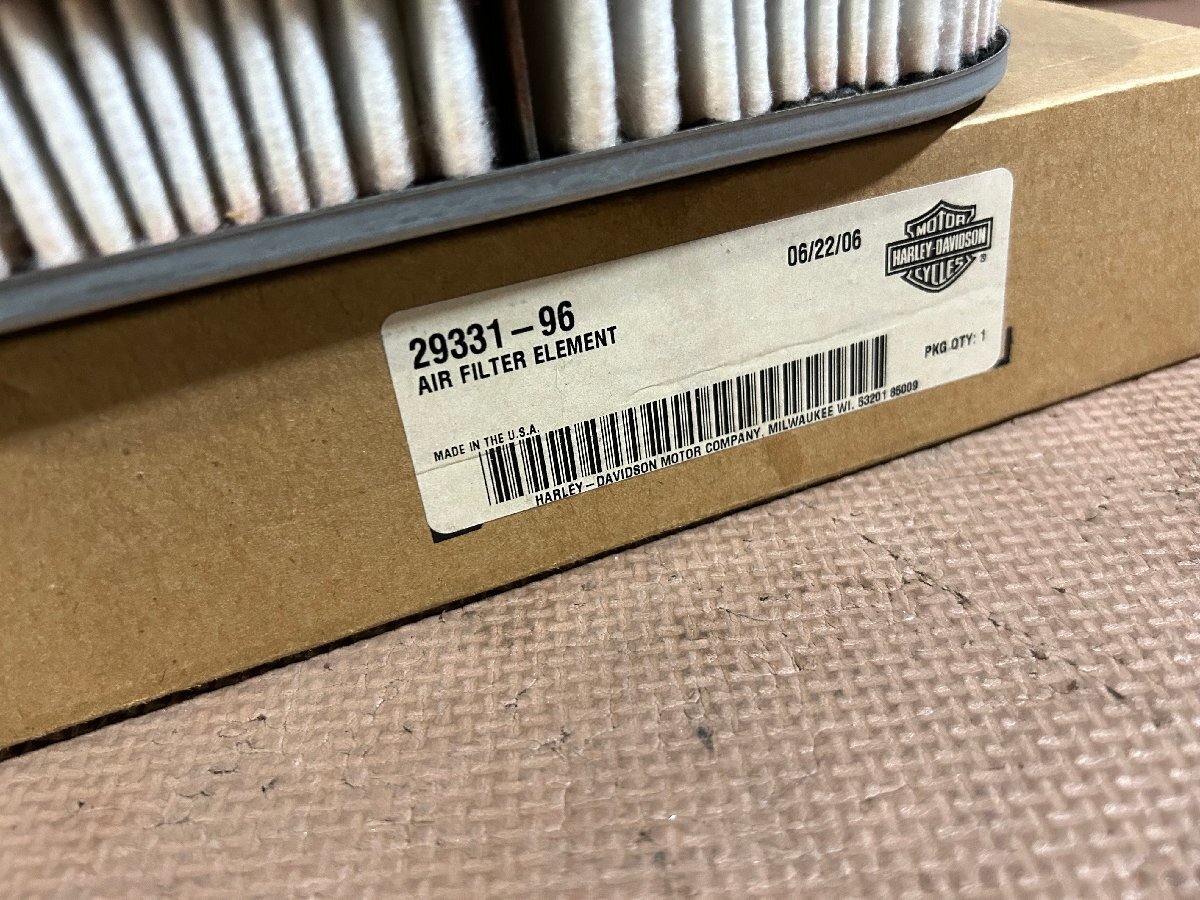 29331-96
AIR FILTER ELEMENT
06/22/06
MOTOR
HARLEY-DAVIDSON
CYCLES
®
PKG QTY: 1
MADE IN THE U.S.A.
HARLEY-DAVIDSON MOTOR COMPANY, MILWAUKEE WI. 53201 85009